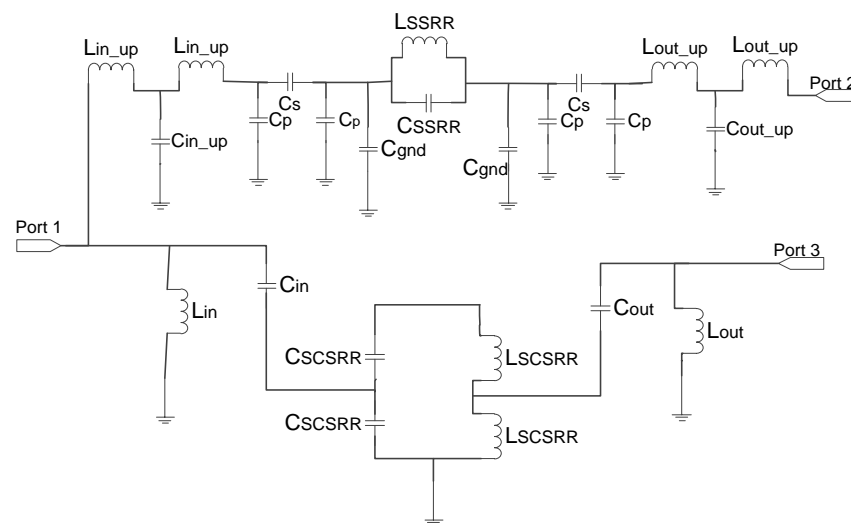 LSSRR
Lin_up
Lin_up
Lout_up
Lout_up
Port 2
Cs
Cs
Cp
Cp
CSSRR
Cp
Cp
Cin_up
Cout_up
Cgnd
Cgnd
Port 1
Port 3
Cin
Lin
Cout
Lout
CSCSRR
LSCSRR
CSCSRR
LSCSRR